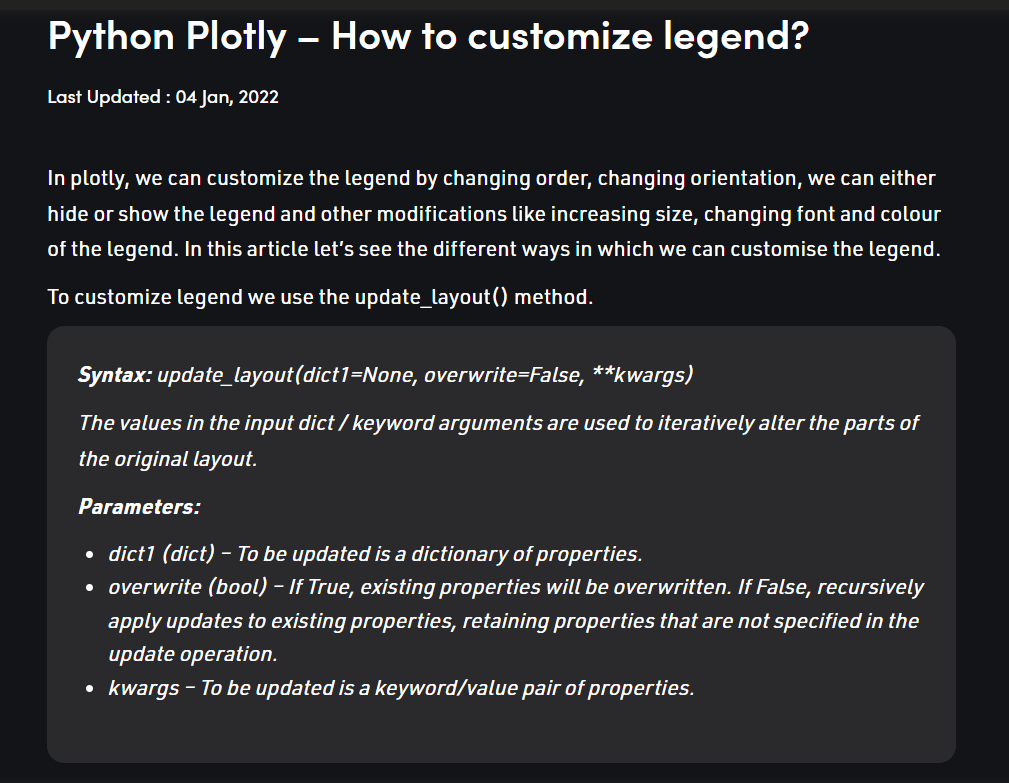 Python Plotly – How to customize legend?
Last Updated : 04 Jan, 2022
In plotly, we can customize the legend by changing order, changing orientation, we can either
hide or show the legend and other modifications like increasing size, changing font and colour
of the legend. In this article let’s see the different ways in which we can customise the legend.
To customize legend we use the update_layout() method.
Syntax: update_layout(dict1=None, overwrite=False, **kwargs)
The values in the input dict / keyword arguments are used to iteratively alter the parts of
the original layout.
Parameters:
• dict1 (dict) – To be updated is a dictionary of properties.
• overwrite (bool) – If True, existing properties will be overwritten. If False, recursively
apply updates to existing properties, retaining properties that are not specified in the
update operation.
• kwargs – To be updated is a keyword/value pair of properties.